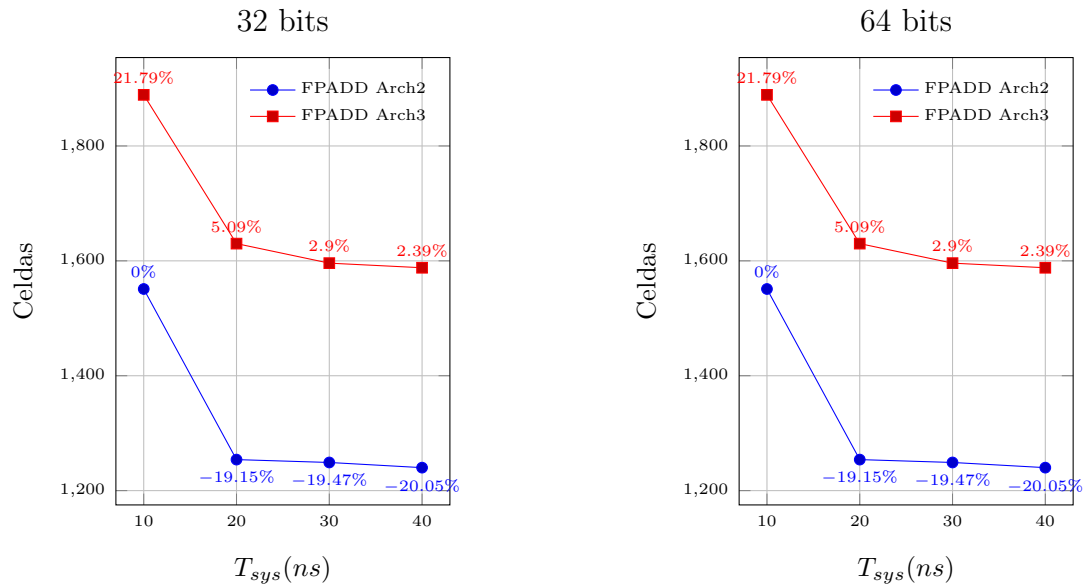 32 bits
21.79%
FPADD Arch2
FPADD Arch3
1,800
5.09%
2.9%
2.39%
1,600
0%
Celdas
1,400
−19.15%
−19.47%
−20.05%
1,200
10 20 30 40
T_sys(ns)
64 bits
21.79%
FPADD Arch2
FPADD Arch3
1,800
5.09%
2.9%
2.39%
1,600
0%
Celdas
1,400
−19.15%
−19.47%
−20.05%
1,200
10 20 30 40
T_sys(ns)